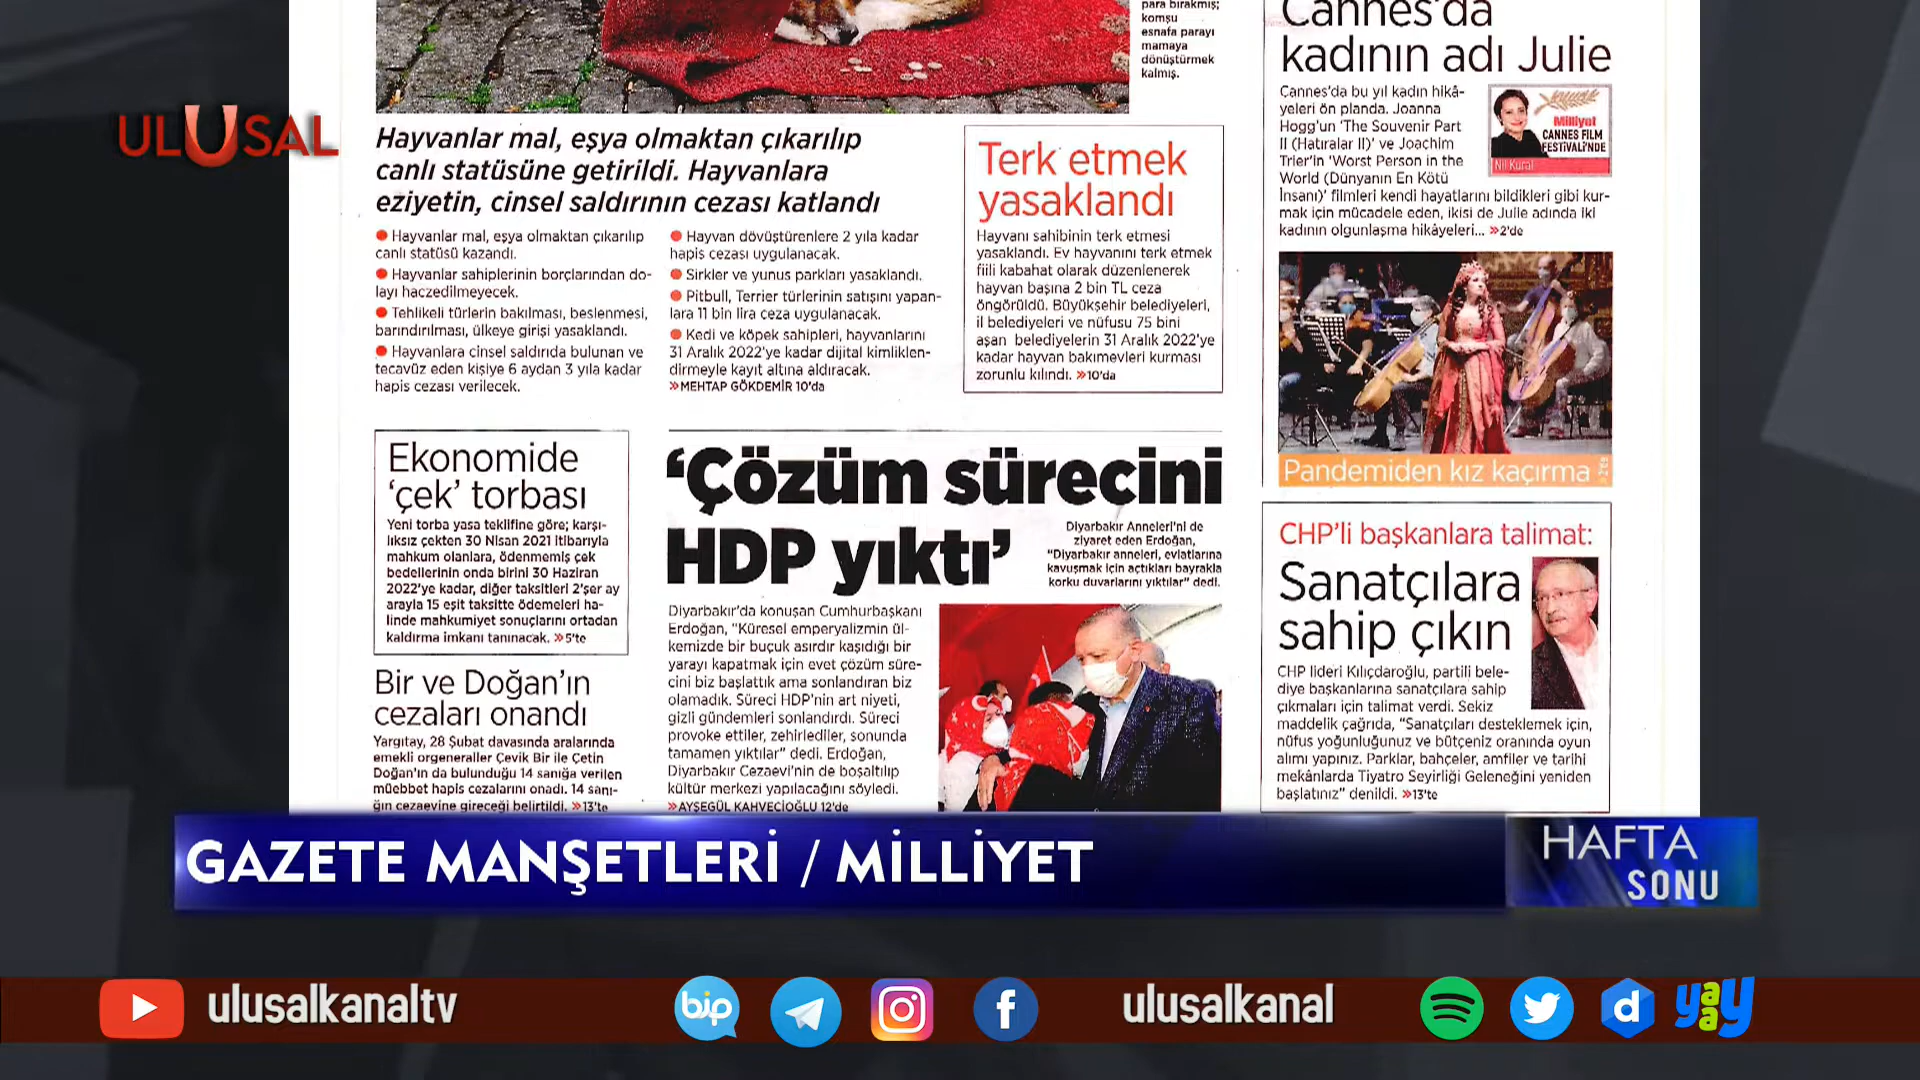 para bırakmış;
komşu
esnafa parayı
mamaya
dönüştürmek
kalmış.
ULUSAL
Hayvanlar mal, eşya olmaktan çıkarılıp
canlı statüsüne getirildi. Hayvanlara
eziyetin, cinsel saldırının cezası katlandı
Hayvanlar mal, eşya olmaktan çıkarılıp
canlı statüsü kazandı.
Hayvanlar sahiplerinin borçlarından do-
layı haczedilmeyecek.
Tehlikeli türlerin bakılması, beslenmesi,
barındırılması, ülkeye girişi yasaklandı.
Hayvanlara cinsel saldırıda bulunan ve
tecavüz eden kişiye 6 aydan 3 yıla kadar
hapis cezası verilecek.
Hayvan dövüştürenlere 2 yıla kadar
hapis cezası uygulanacak.
Sirkler ve yunus parkları yasaklandı.
Pitbull, Terrier türlerinin satışını yapan-
lara 11 bin lira ceza uygulanacak.
Kedi ve köpek sahipleri, hayvanlarını
31 Aralık 2022'ye kadar dijital kimliklen-
dirmeyle kayıt altına aldıracak.
»MEHTAP GÖKDEMİR 10'da
Terk etmek
yasaklandı
Hayvanı sahibinin terk etmesi
yasaklandı. Ev hayvanını terk etmek
fiili kabahat olarak düzenlenerek
hayvan başına 2 bin TL ceza
öngörüldü. Büyükşehir belediyeleri,
il belediyeleri ve nüfusu 75 bini
aşan belediyelerin 31 Aralık 2022'ye
kadar hayvan bakımevleri kurması
zorunlu kılındı. »10'da
Cannes'da
kadının adı Julie
Cannes'da bu yıl kadın hikâ-
yeleri ön planda. Joanna
Hogg'un 'The Souvenir Part
II (Hatıralar II)' ve Joachim
Trier'in 'Worst Person in the
World (Dünyanın En Kötü
İnsanı)' filmleri kendi hayatlarını bildikleri gibi kur-
mak için mücadele eden, ikisi de Julie adında iki
kadının olgunlaşma hikâyeleri... »2'de
Milliyet
CANNES FİLM
FESTİVALİ'NDE
Nil Kural
Pandemiden kız kaçırma
Ekonomide
'çek' torbası
Yeni torba yasa teklifine göre; karşı-
lıksız çekten 30 Nisan 2021 itibarıyla
mahkum olanlara, ödenmemiş çek
bedellerinin onda birini 30 Haziran
2022'ye kadar, diğer taksitleri 2'şer ay
arayla 15 eşit taksitte ödemeleri ha-
linde mahkumiyet sonuçlarını ortadan
kaldırma imkanı tanınacak. »5'te
Bir ve Doğan'ın
cezaları onandı
Yargıtay, 28 Şubat davasında aralarında
emekli orgeneraller Çevik Bir ile Çetin
Doğan'ın da bulunduğu 14 sanığa verilen
müebbet hapis cezalarını onadı. 14 sanı-
ğın cezaevine gireceği belirtildi. »13'te
'Çözüm sürecini
HDP yıktı'
Diyarbakır Anneleri'ni de
ziyaret eden Erdoğan,
"Diyarbakır anneleri, evlatlarına
kavuşmak için açtıkları bayrakla
korku duvarlarını yıktılar" dedi.
Diyarbakır'da konuşan Cumhurbaşkanı
Erdoğan, "Küresel emperyalizmin ül-
kemizde bir buçuk asırdır kaşıdığı bir
yarayı kapatmak için evet çözüm süre-
cini biz başlattık ama sonlandıran biz
olamadık. Süreci HDP'nin art niyeti,
gizli gündemleri sonlandırdı. Süreci
provoke ettiler, zehirlediler, sonunda
tamamen yıktılar" dedi. Erdoğan,
Diyarbakır Cezaevi'nin de boşaltılıp
kültür merkezi yapılacağını söyledi.
»AYŞEGÜL KAHVECİOĞLU 12'de
CHP'li başkanlara talimat:
Sanatçılara
sahip çıkın
CHP lideri Kılıçdaroğlu, partili bele-
diye başkanlarına sanatçılara sahip
çıkmaları için talimat verdi. Sekiz
maddelik çağrıda, "Sanatçıları desteklemek için,
nüfus yoğunluğunuz ve bütçeniz oranında oyun
alımı yapınız. Parklar, bahçeler, amfiler ve tarihi
mekânlarda Tiyatro Seyirliği Geleneğini yeniden
başlatınız" denildi. »13'te
GAZETE MANŞETLERİ / MİLLİYET
HAFTA
SONU
ulusalkanaltv
bip
ulusalkanal
d
yaay